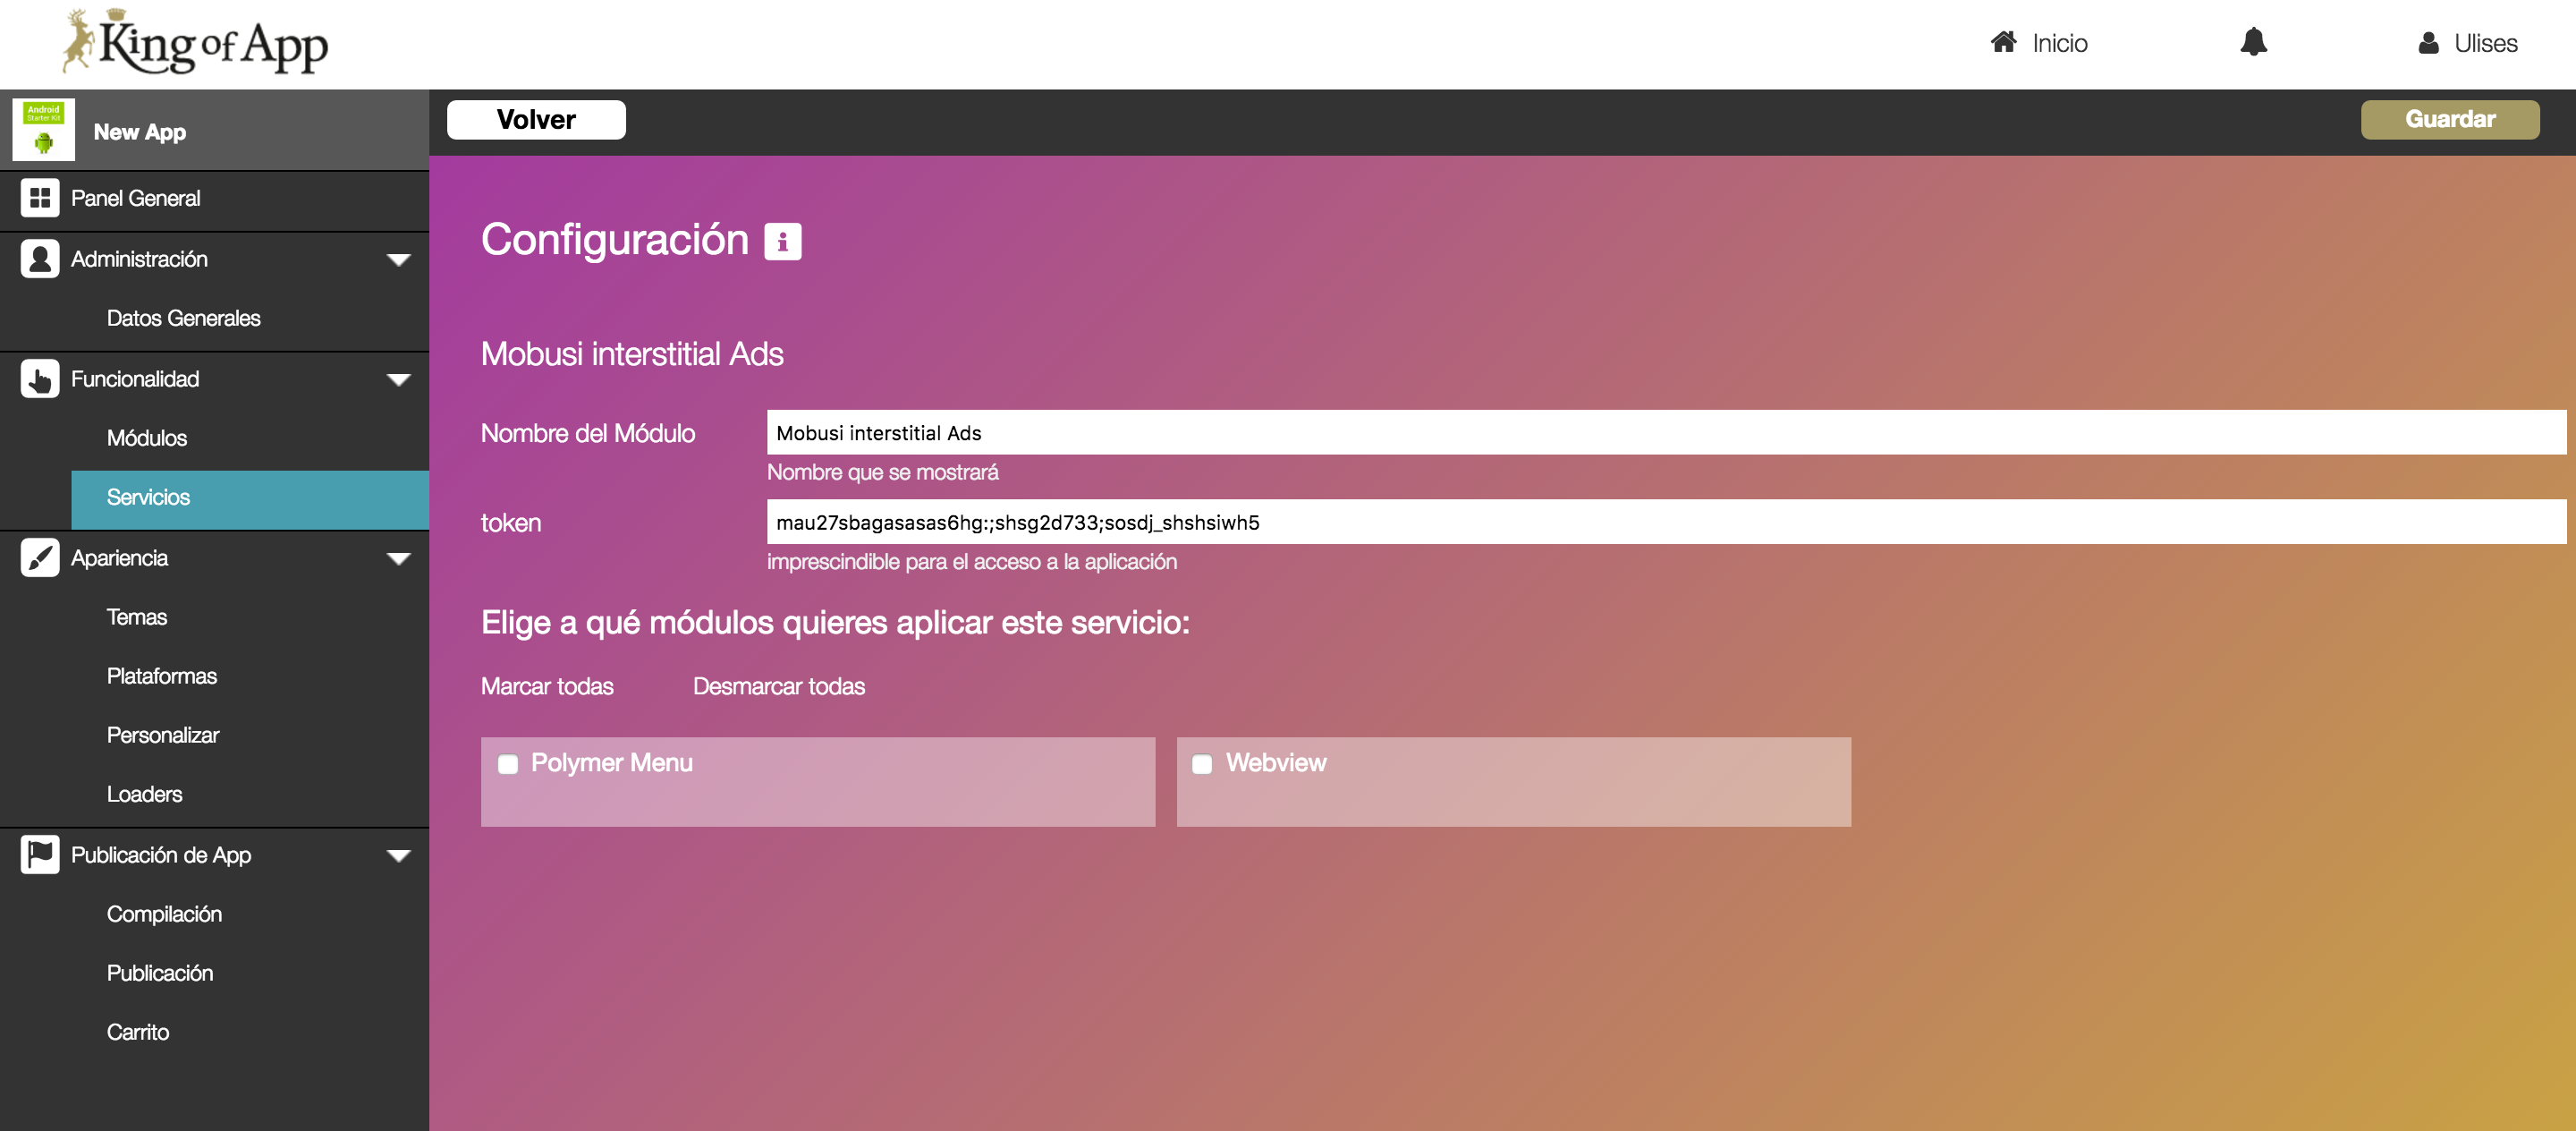 King of App
Inicio
Ulises
Android
Starter Kit
New App
Volver
Guardar
Panel General
Administración
Datos Generales
Funcionalidad
Módulos
Servicios
Apariencia
Temas
Plataformas
Personalizar
Loaders
Publicación de App
Compilación
Publicación
Carrito
Configuración
Mobusi interstitial Ads
Nombre del Módulo
Mobusi interstitial Ads
Nombre que se mostrará
token
mau27sbagasasas6hg:;shsg2d733;sosdj_shshsiwh5
imprescindible para el acceso a la aplicación
Elige a qué módulos quieres aplicar este servicio:
Marcar todas Desmarcar todas
Polymer Menu
Webview